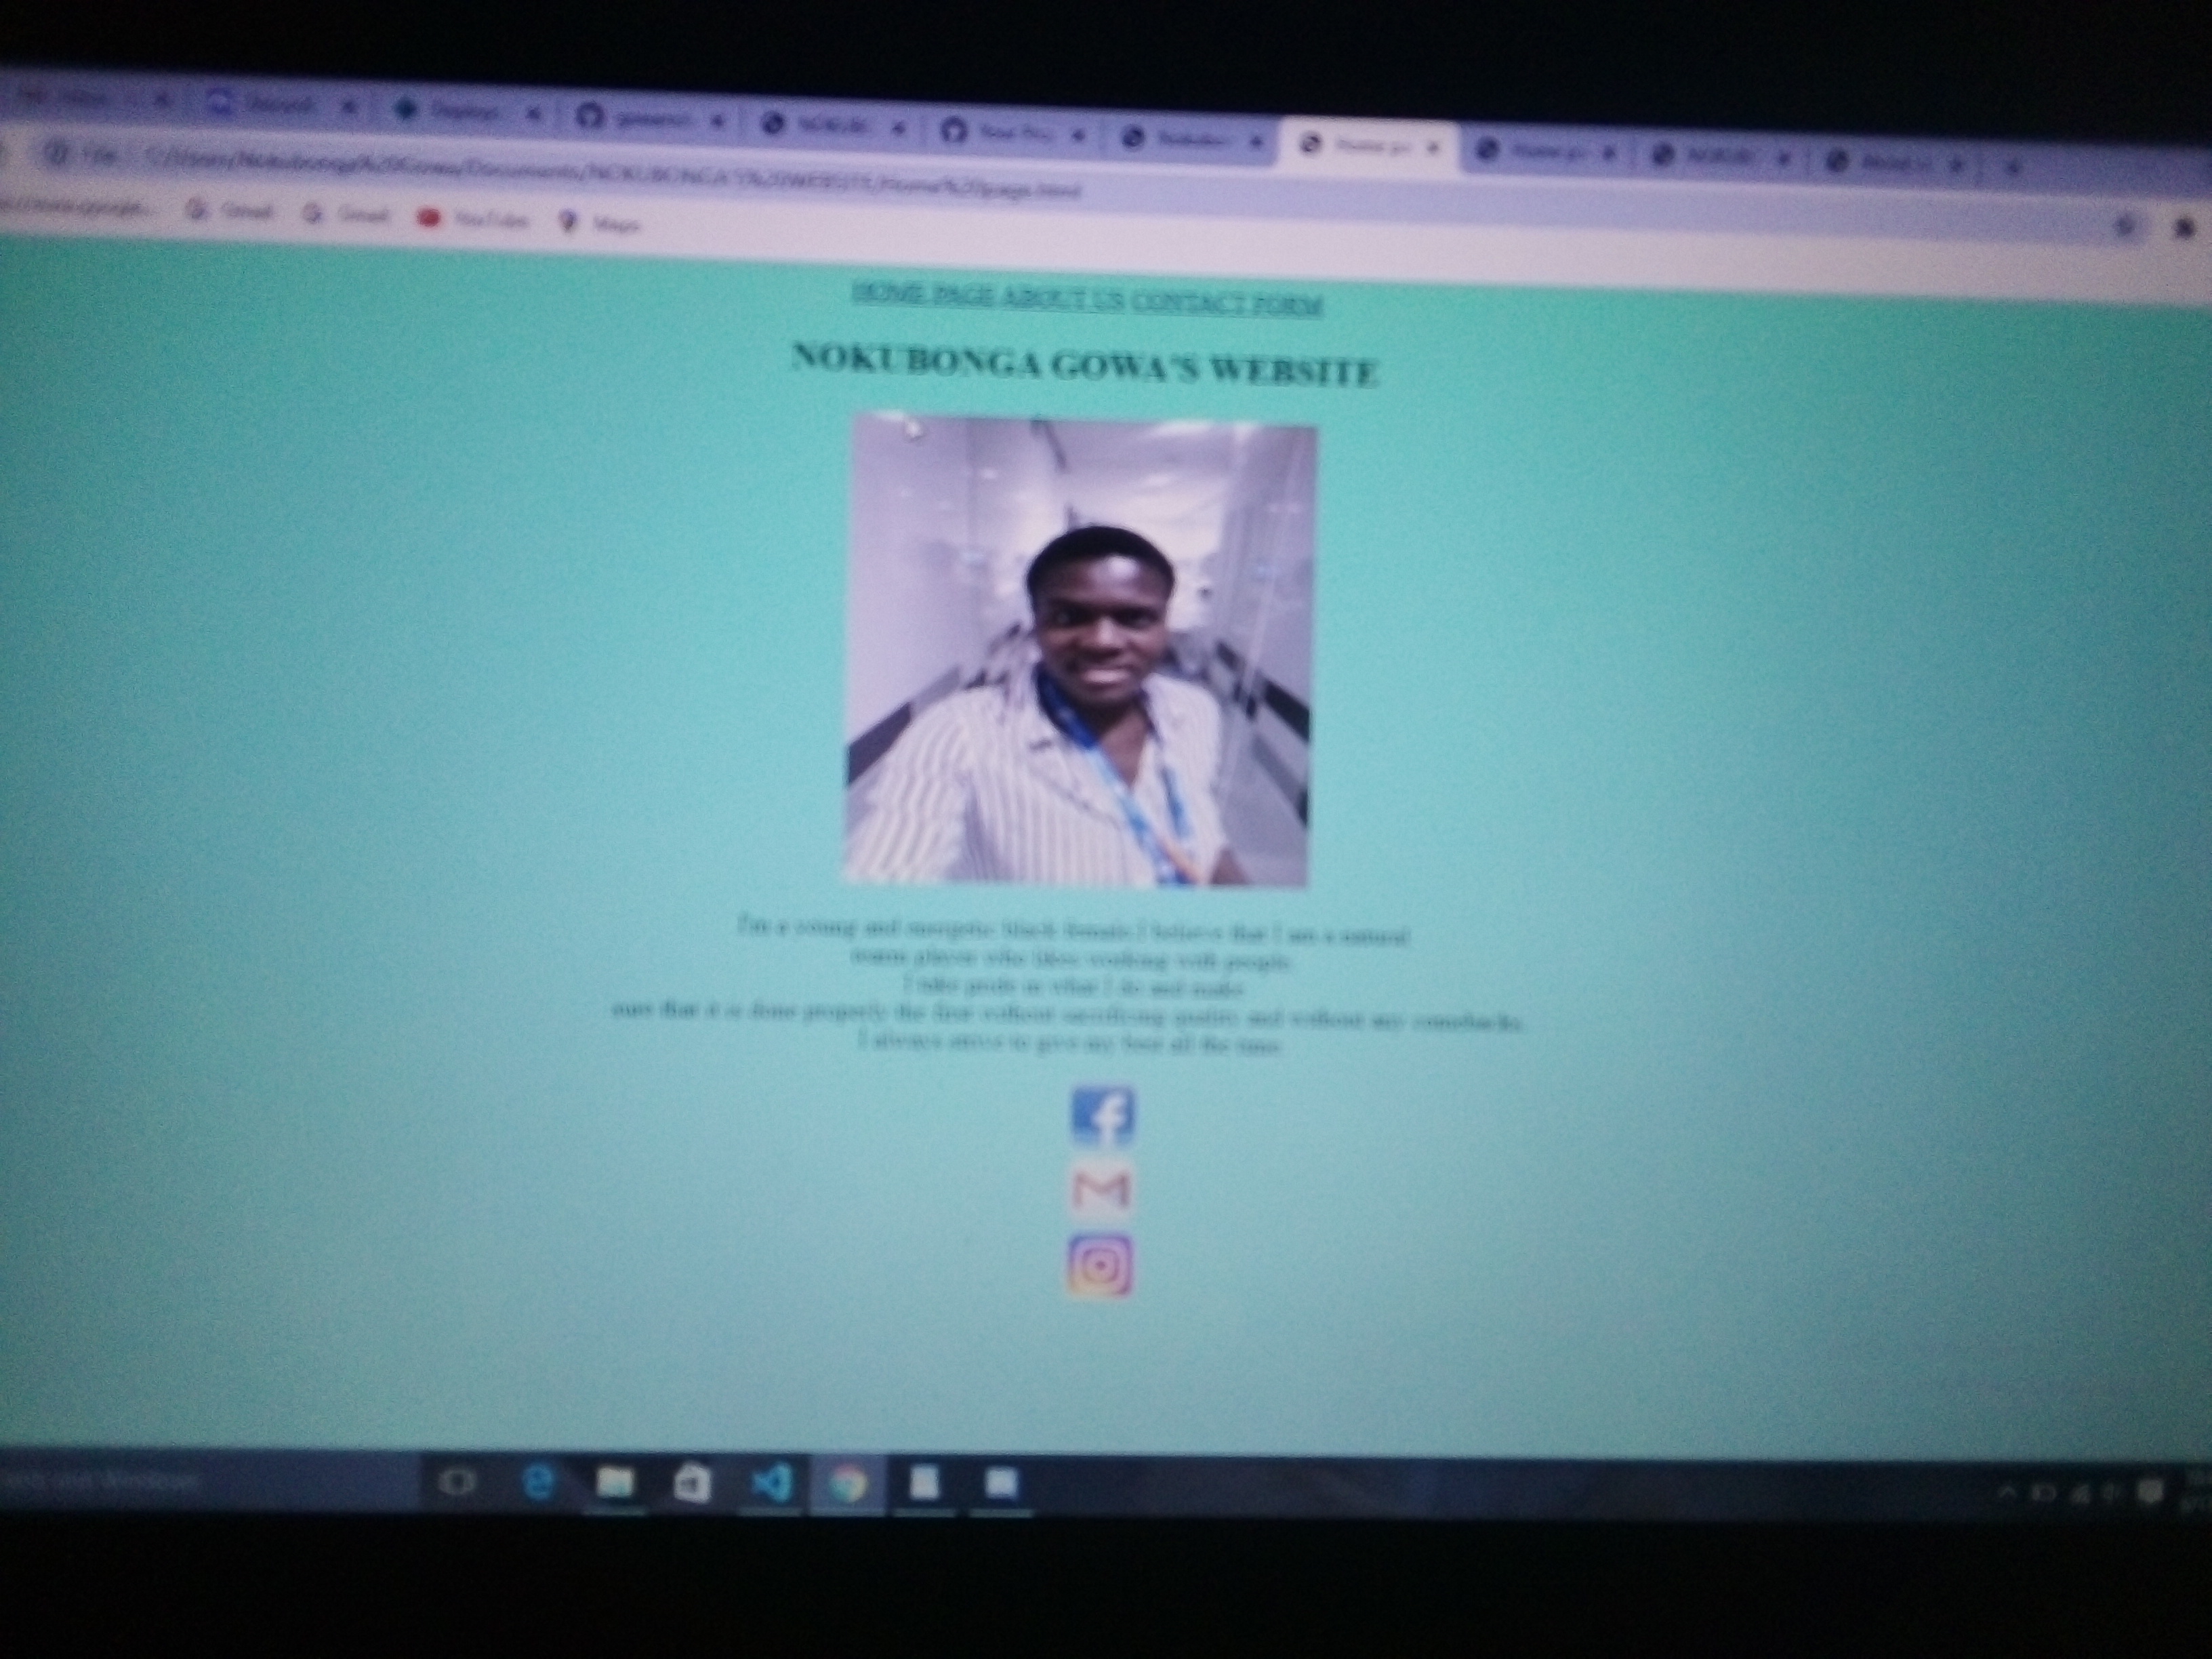 Discord
File C:/Users/Nokubonga%20Gowa/Documents/NOKUBONGA'S%20WEBSITE/Home%20page.html
Gmail Gmail YouTube Maps
HOME PAGE ABOUT US CONTACT FORM
NOKUBONGA GOWA'S WEBSITE
I'm a young and energetic black female.I believe that I am a natural
team player who likes working with people.
I take pride in what I do and make
sure that it is done properly the first without sacrificing quality and without any comebacks.
I always strive to give my best all the time.